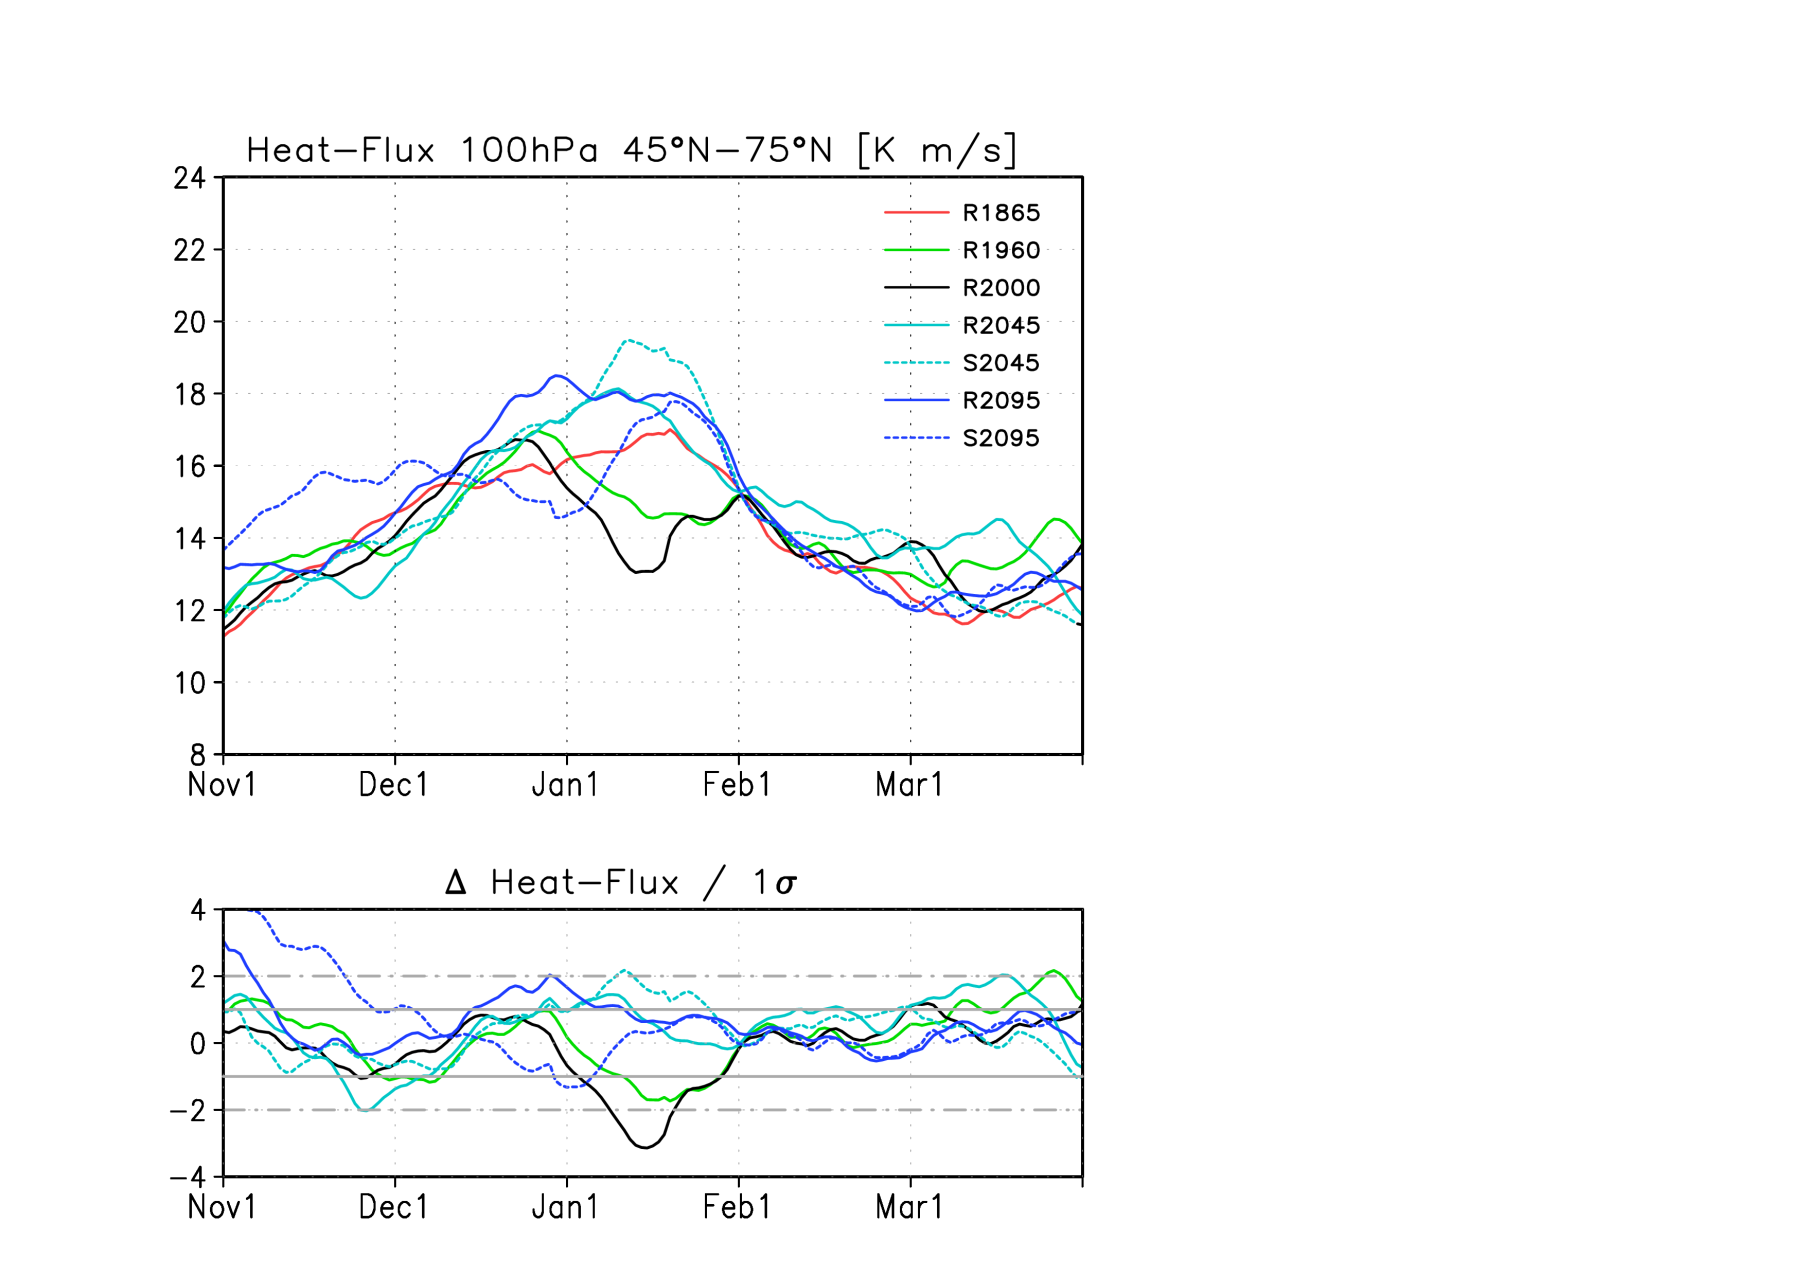 Heat-Flux 100hPa 45°N-75°N [K m/s]
24
22
20
18
16
14
12
10
8
R1865
R1960
R2000
R2045
S2045
R2095
S2095
Nov1 Dec1 Jan1 Feb1 Mar1
Δ Heat-Flux / 1σ
4
2
0
-2
-4
Nov1 Dec1 Jan1 Feb1 Mar1